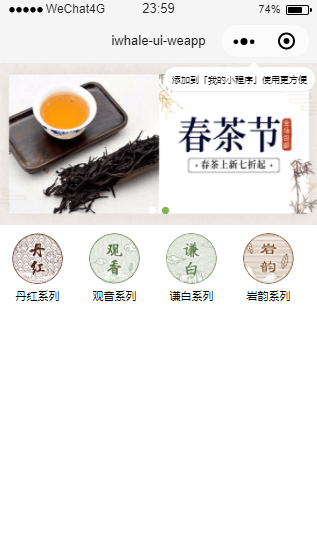 WeChat4G 23:59 74%
iwhale-ui-weapp
添加到「我的小程序」使用更方便
春茶节
·春茶上新七折起·
丹红 观音 谦白 岩韵
丹红系列 观音系列 谦白系列 岩韵系列